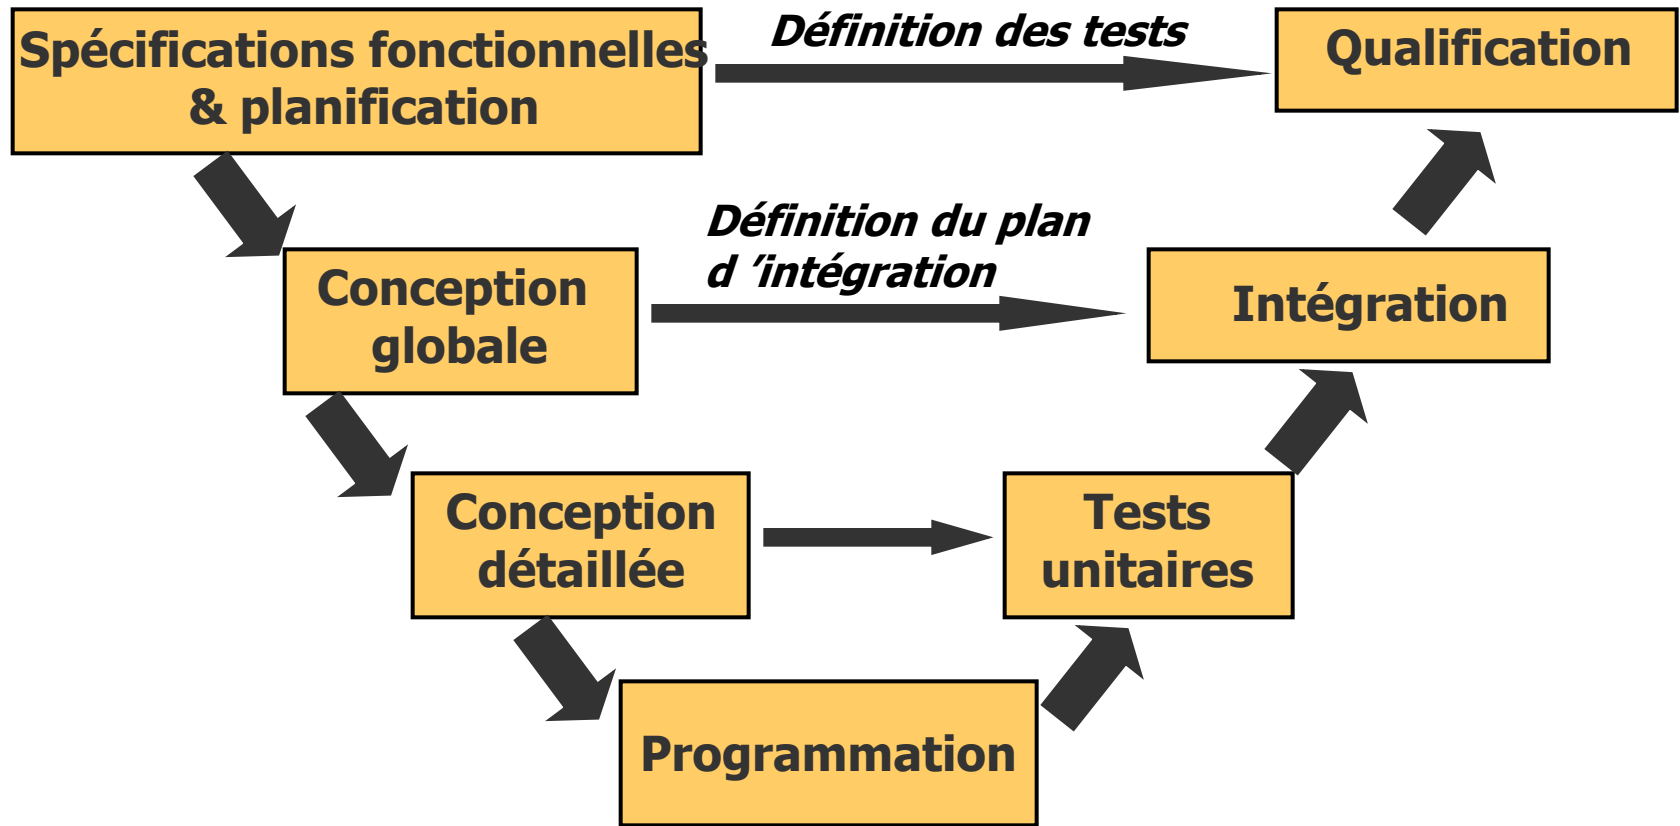 Spécifications fonctionnelles
& planification
Définition des tests
Qualification
Conception
globale
Définition du plan
d ’intégration
Intégration
Conception
détaillée
Tests
unitaires
Programmation